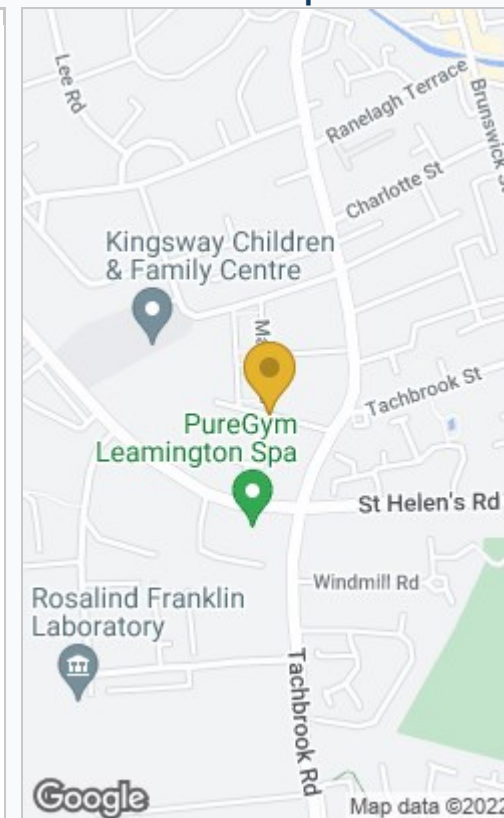 Lee Rd
Ranelagh Terrace
Brunswick S
Charlotte St
Kingsway Children
& Family Centre
Ma
Tachbrook St
PureGym
Leamington Spa
St Helen's Rd
Windmill Rd
Rosalind Franklin
Laboratory
Tachbrook Rd
Google
Map data ©2022